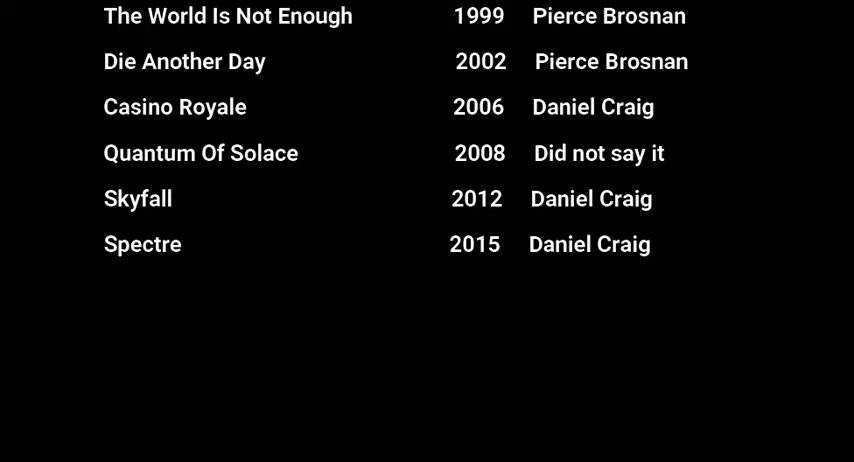 The World Is Not Enough 1999 Pierce Brosnan
Die Another Day 2002 Pierce Brosnan
Casino Royale 2006 Daniel Craig
Quantum Of Solace 2008 Did not say it
Skyfall 2012 Daniel Craig
Spectre 2015 Daniel Craig